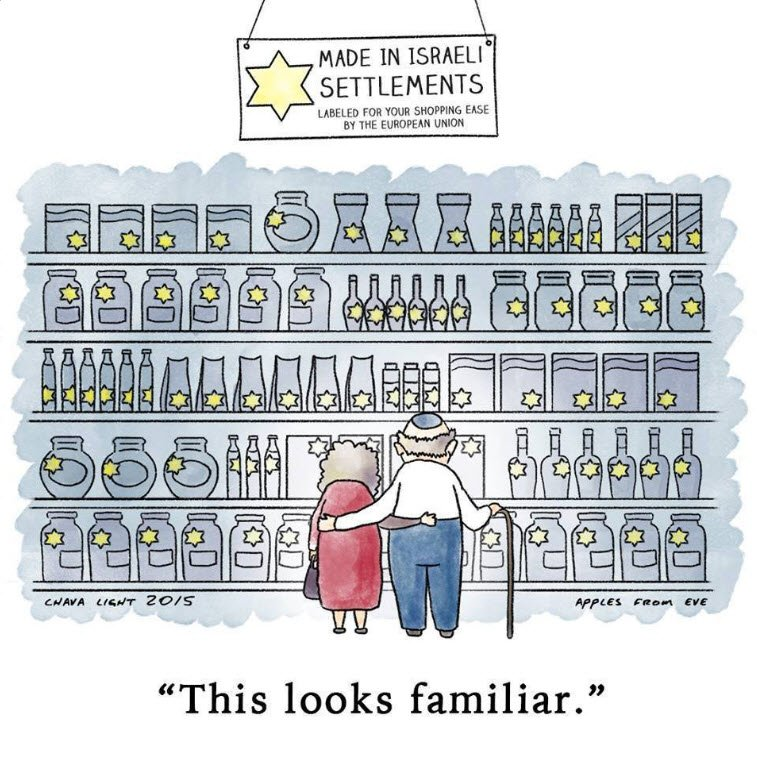 MADE IN ISRAELI
SETTLEMENTS
LABELED FOR YOUR SHOPPING EASE
BY THE EUROPEAN UNION
CHAVA LIGHT 2015
APPLES FROM EVE
“This looks familiar.”